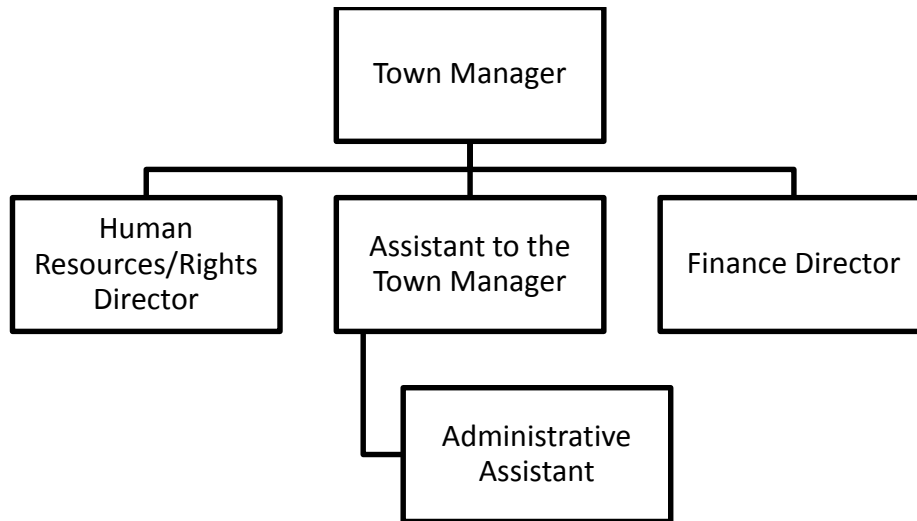 Town Manager
Human
Resources/Rights
Director
Assistant to the
Town Manager
Finance Director
Administrative
Assistant